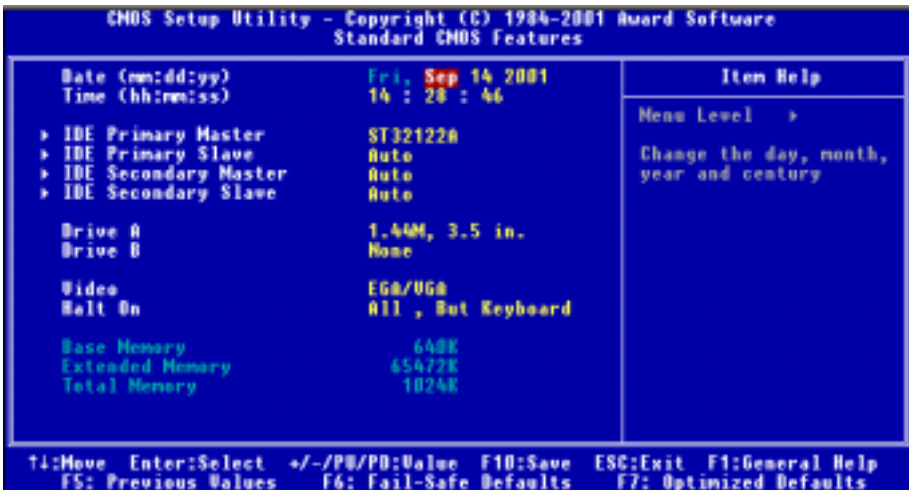 CMOS Setup Utility - Copyright (C) 1984-2001 Award Software
Standard CMOS Features
Date (mm:dd:yy) Fri, Sep 14 2001
Time (hh:mm:ss) 14 : 28 : 46
IDE Primary Master ST32122A
IDE Primary Slave Auto
IDE Secondary Master Auto
IDE Secondary Slave Auto
Drive A 1.44M, 3.5 in.
Drive B None
Video EGA/VGA
Halt On All , But Keyboard
Base Memory 640K
Extended Memory 65472K
Total Memory 1024K
Item Help
Menu Level
Change the day, month,
year and century
↑↓:Move Enter:Select +/-/PU/PD:Value F10:Save ESC:Exit F1:General Help
F5: Previous Values F6: Fail-Safe Defaults F7: Optimized Defaults